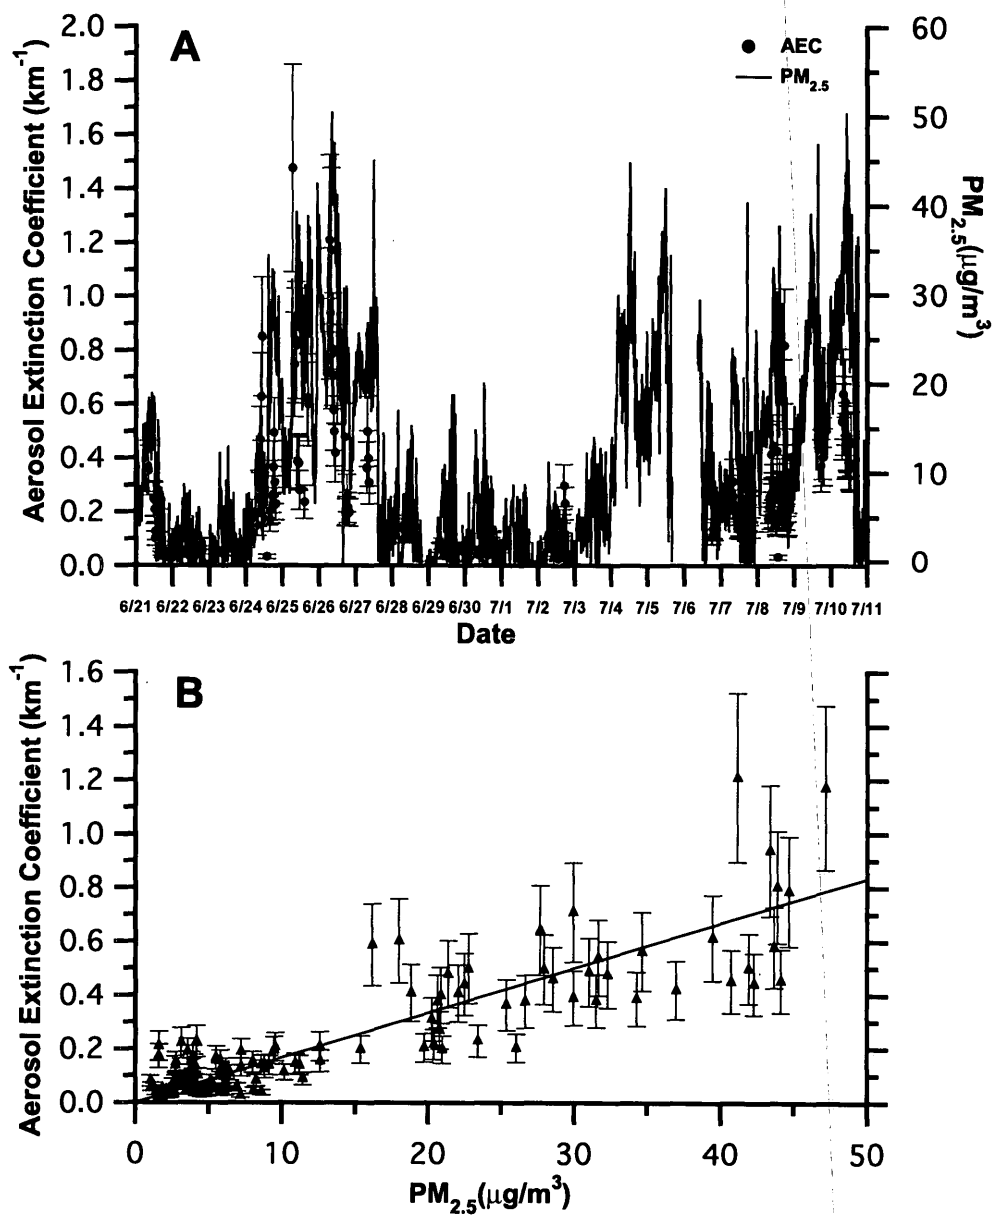 A
AEC
PM2.5
Aerosol Extinction Coefficient (km-1)
2.0
1.8
1.6
1.4
1.2
1.0
0.8
0.6
0.4
0.2
0.0
60
50
40
30
20
10
0
PM2.5(μg/m3)
6/21 6/22 6/23 6/24 6/25 6/26 6/27 6/28 6/29 6/30 7/1 7/2 7/3 7/4 7/5 7/6 7/7 7/8 7/9 7/10 7/11
Date
B
Aerosol Extinction Coefficient (km-1)
1.6
1.4
1.2
1.0
0.8
0.6
0.4
0.2
0.0
0 10 20 30 40 50
PM2.5(μg/m3)